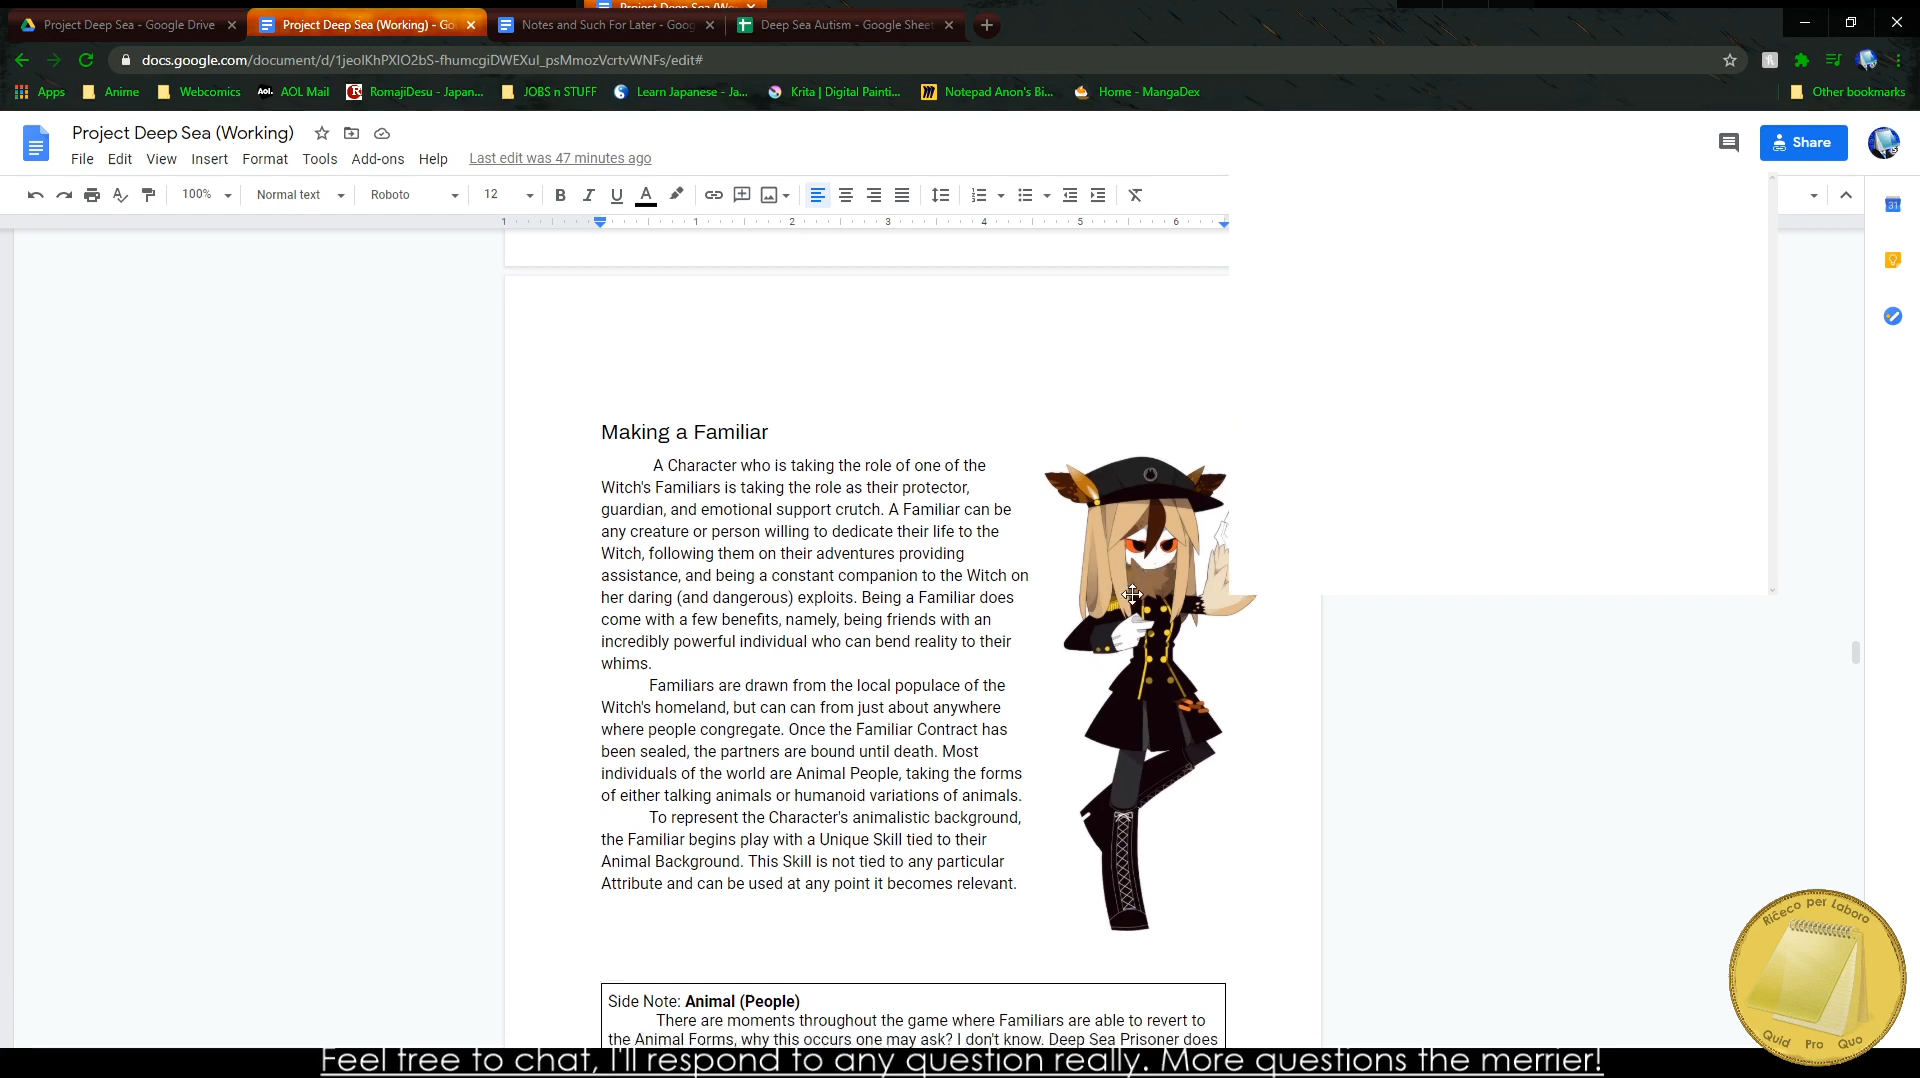 Project Deep Sea - Google Drive
Project Deep Sea (Working) - Go
Notes and Such For Later - Goog
Deep Sea Autism - Google Sheet
docs.google.com/document/d/1jeolKhPXlO2bS-fhumcgiDWEXul_psMmozVcrtvWNFs/edit#
Apps Anime Webcomics Aol. AOL Mail RomajiDesu - Japan... JOBS n STUFF Learn Japanese - Ja... Krita | Digital Painti... Notepad Anon's Bi... Home - MangaDex Other bookmarks
Project Deep Sea (Working)
Share
File Edit View Insert Format Tools Add-ons Help Last edit was 47 minutes ago
100% Normal text Roboto 12
31
1 1 2 3 4 5 6
Making a Familiar
A Character who is taking the role of one of the
Witch's Familiars is taking the role as their protector,
guardian, and emotional support crutch. A Familiar can be
any creature or person willing to dedicate their life to the
Witch, following them on their adventures providing
assistance, and being a constant companion to the Witch on
her daring (and dangerous) exploits. Being a Familiar does
come with a few benefits, namely, being friends with an
incredibly powerful individual who can bend reality to their
whims.
Familiars are drawn from the local populace of the
Witch's homeland, but can can from just about anywhere
where people congregate. Once the Familiar Contract has
been sealed, the partners are bound until death. Most
individuals of the world are Animal People, taking the forms
of either talking animals or humanoid variations of animals.
To represent the Character's animalistic background,
the Familiar begins play with a Unique Skill tied to their
Animal Background. This Skill is not tied to any particular
Attribute and can be used at any point it becomes relevant.
Side Note: Animal (People)
There are moments throughout the game where Familiars are able to revert to
the Animal Forms, why this occurs one may ask? I don't know. Deep Sea Prisoner does
Riĉeco per Laboro
Quid Pro Quo
Feel free to chat, I'll respond to any question really. More questions the merrier!